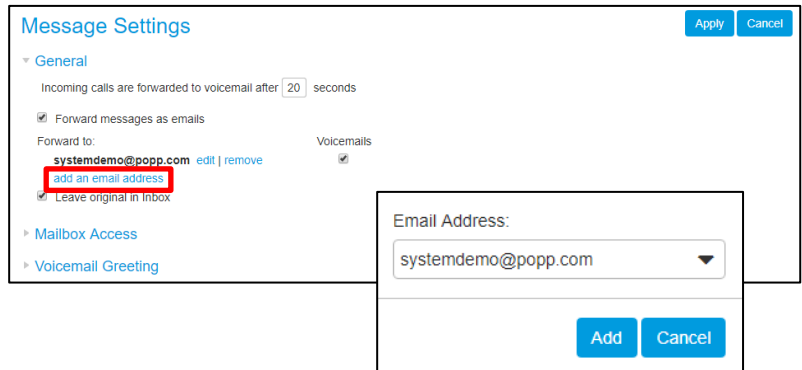 Message Settings
Apply Cancel
General
Incoming calls are forwarded to voicemail after 20 seconds
Forward messages as emails
Forward to: Voicemails
systemdemo@popp.com edit | remove
add an email address
Leave original in Inbox
Mailbox Access
Voicemail Greeting
Email Address:
systemdemo@popp.com
Add Cancel